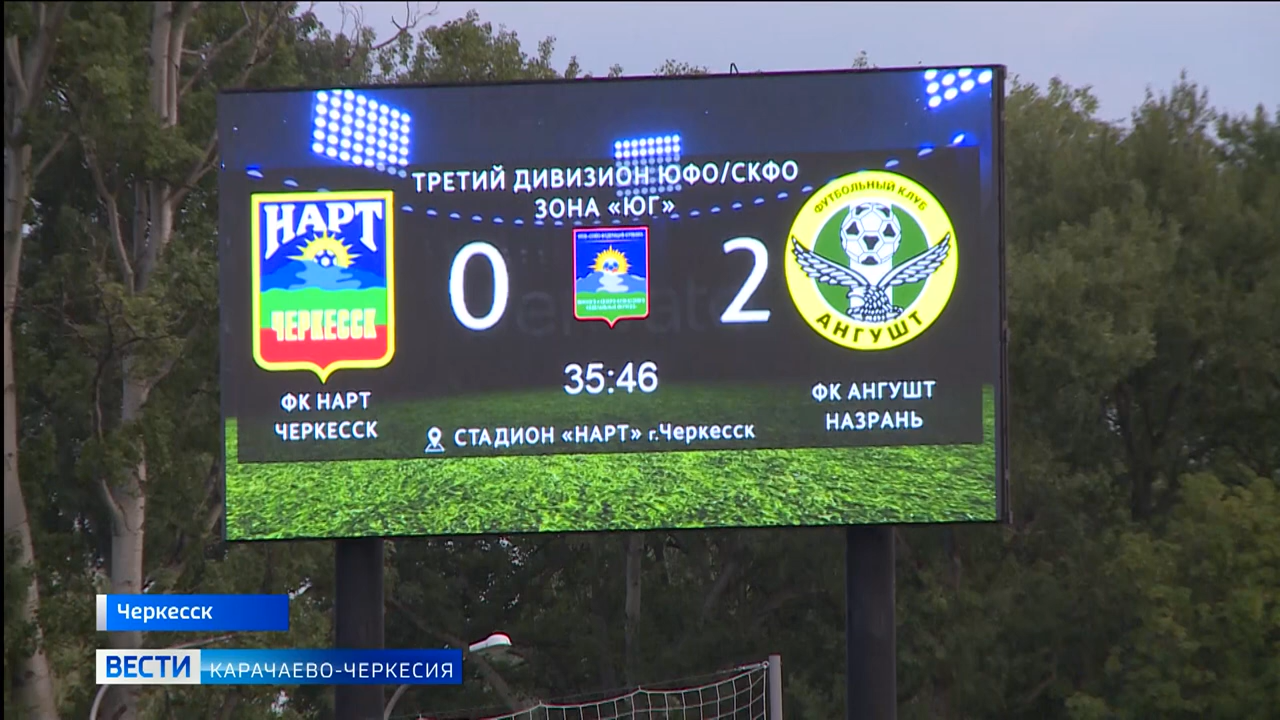 ТРЕТИЙ ДИВИЗИОН ЮФО/СКФО
ЗОНА «ЮГ»
НАРТ
ЧЕРКЕССК
0
2
ФУТБОЛЬНЫЙ КЛУБ
АНГУШТ
35:46
ФК НАРТ
ЧЕРКЕССК
ФК АНГУШТ
НАЗРАНЬ
СТАДИОН «НАРТ» г.Черкесск
Черкесск
ВЕСТИ КАРАЧАЕВО-ЧЕРКЕСИЯ